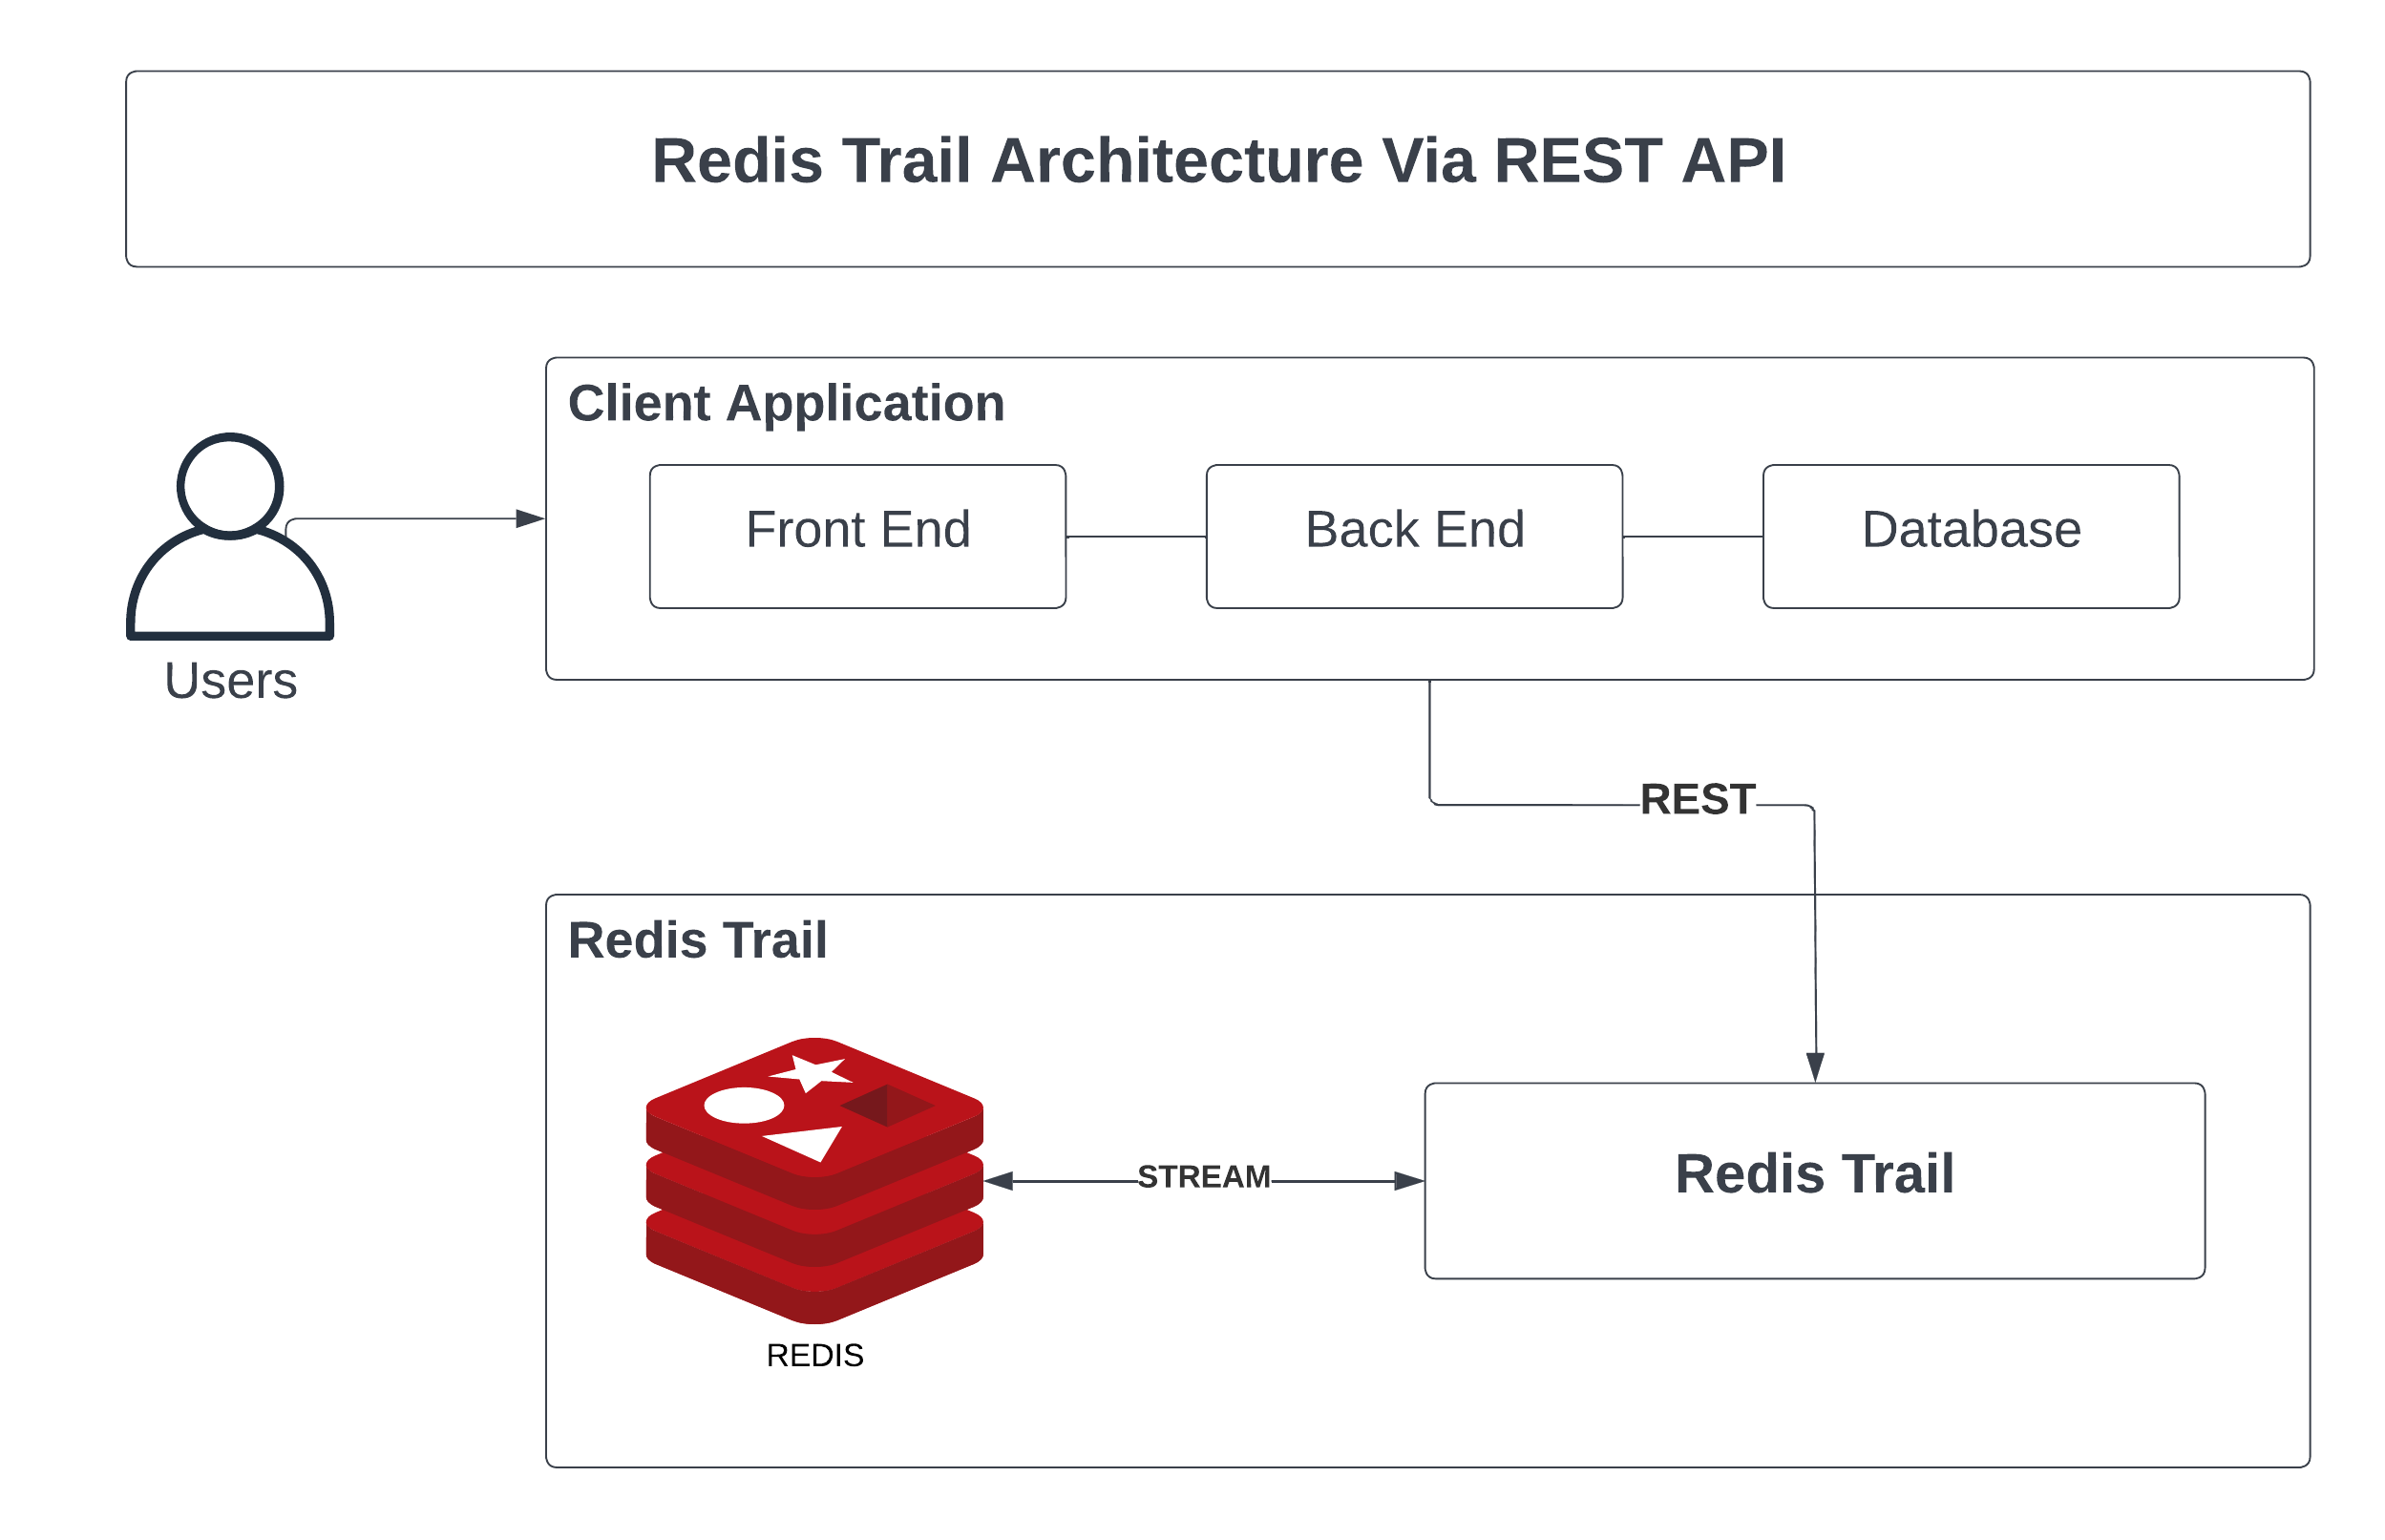 Redis Trail Architecture Via REST API
Client Application
Front End
Back End
Database
Users
REST
Redis Trail
STREAM
Redis Trail
REDIS